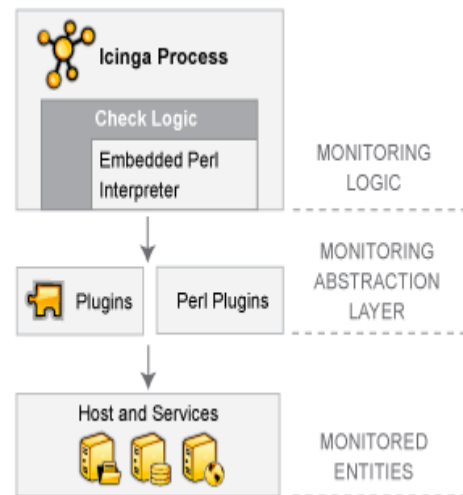 Icinga Process
Check Logic
Embedded Perl
Interpreter
MONITORING
LOGIC
Plugins
Perl Plugins
MONITORING
ABSTRACTION
LAYER
Host and Services
MONITORED
ENTITIES